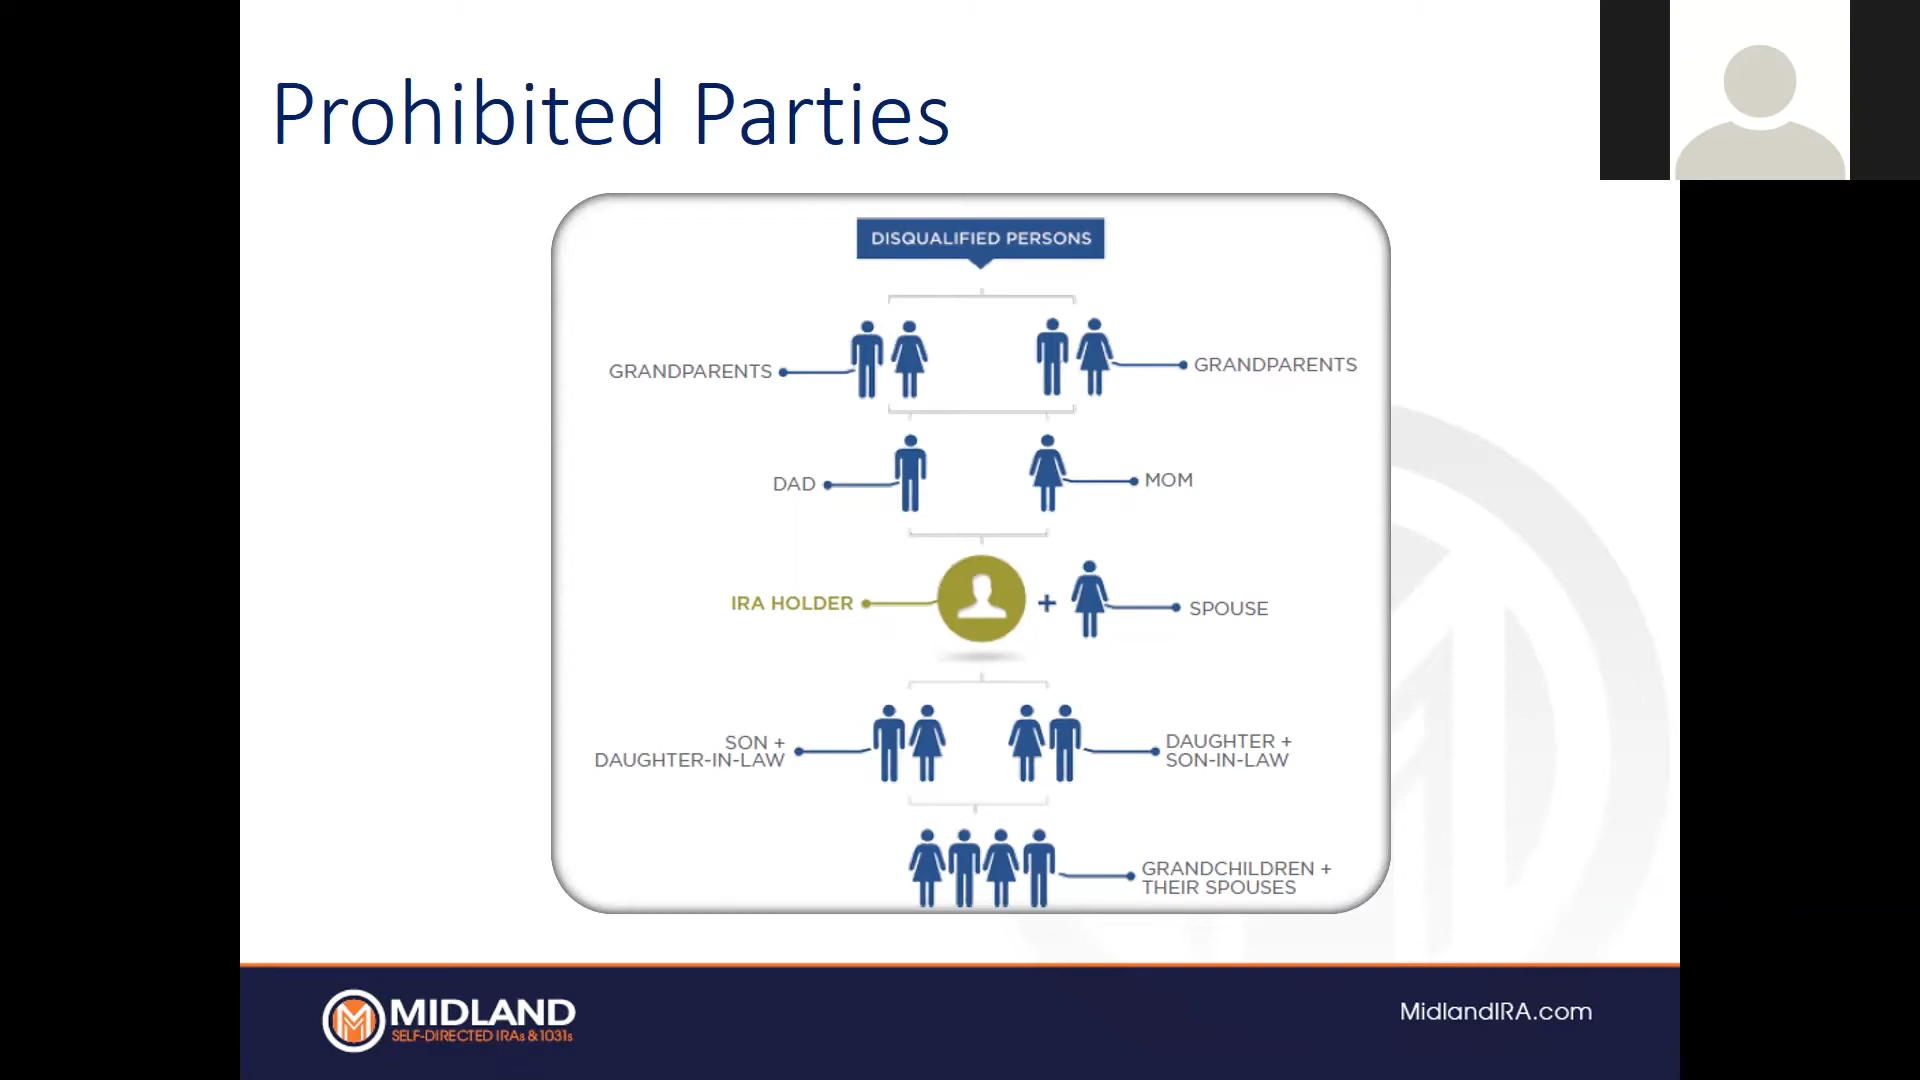 Prohibited Parties
DISQUALIFIED PERSONS
GRANDPARENTS
GRANDPARENTS
DAD
MOM
IRA HOLDER
+
SPOUSE
SON +
DAUGHTER-IN-LAW
DAUGHTER +
SON-IN-LAW
GRANDCHILDREN +
THEIR SPOUSES
MIDLAND
SELF-DIRECTED IRAs & 1031s
MidlandIRA.com